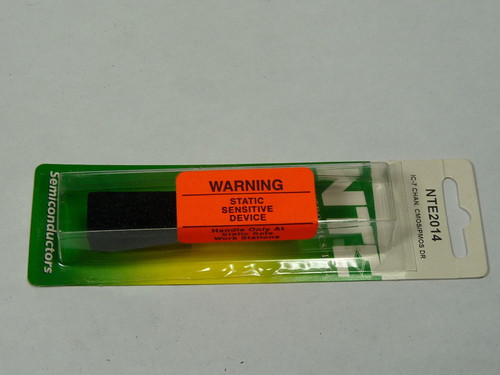 Semiconductors
WARNING
STATIC
SENSITIVE
DEVICE
Handle Only At
Static Safe
Work Stations
NTE
NTE2014
IC-7 CHAN. CMOS/PMOS DR